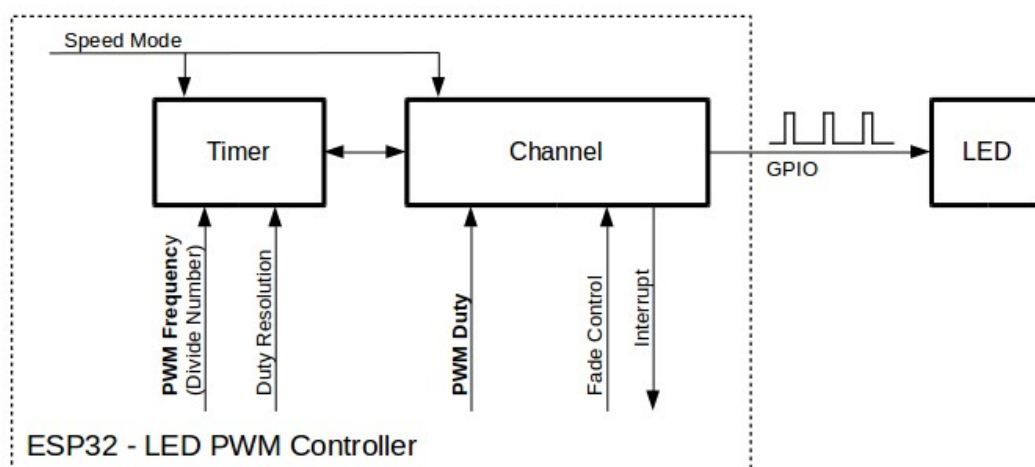 Speed Mode
Timer
Channel
GPIO
LED
PWM Frequency
(Divide Number)
Duty Resolution
PWM Duty
Fade Control
Interrupt
ESP32 - LED PWM Controller